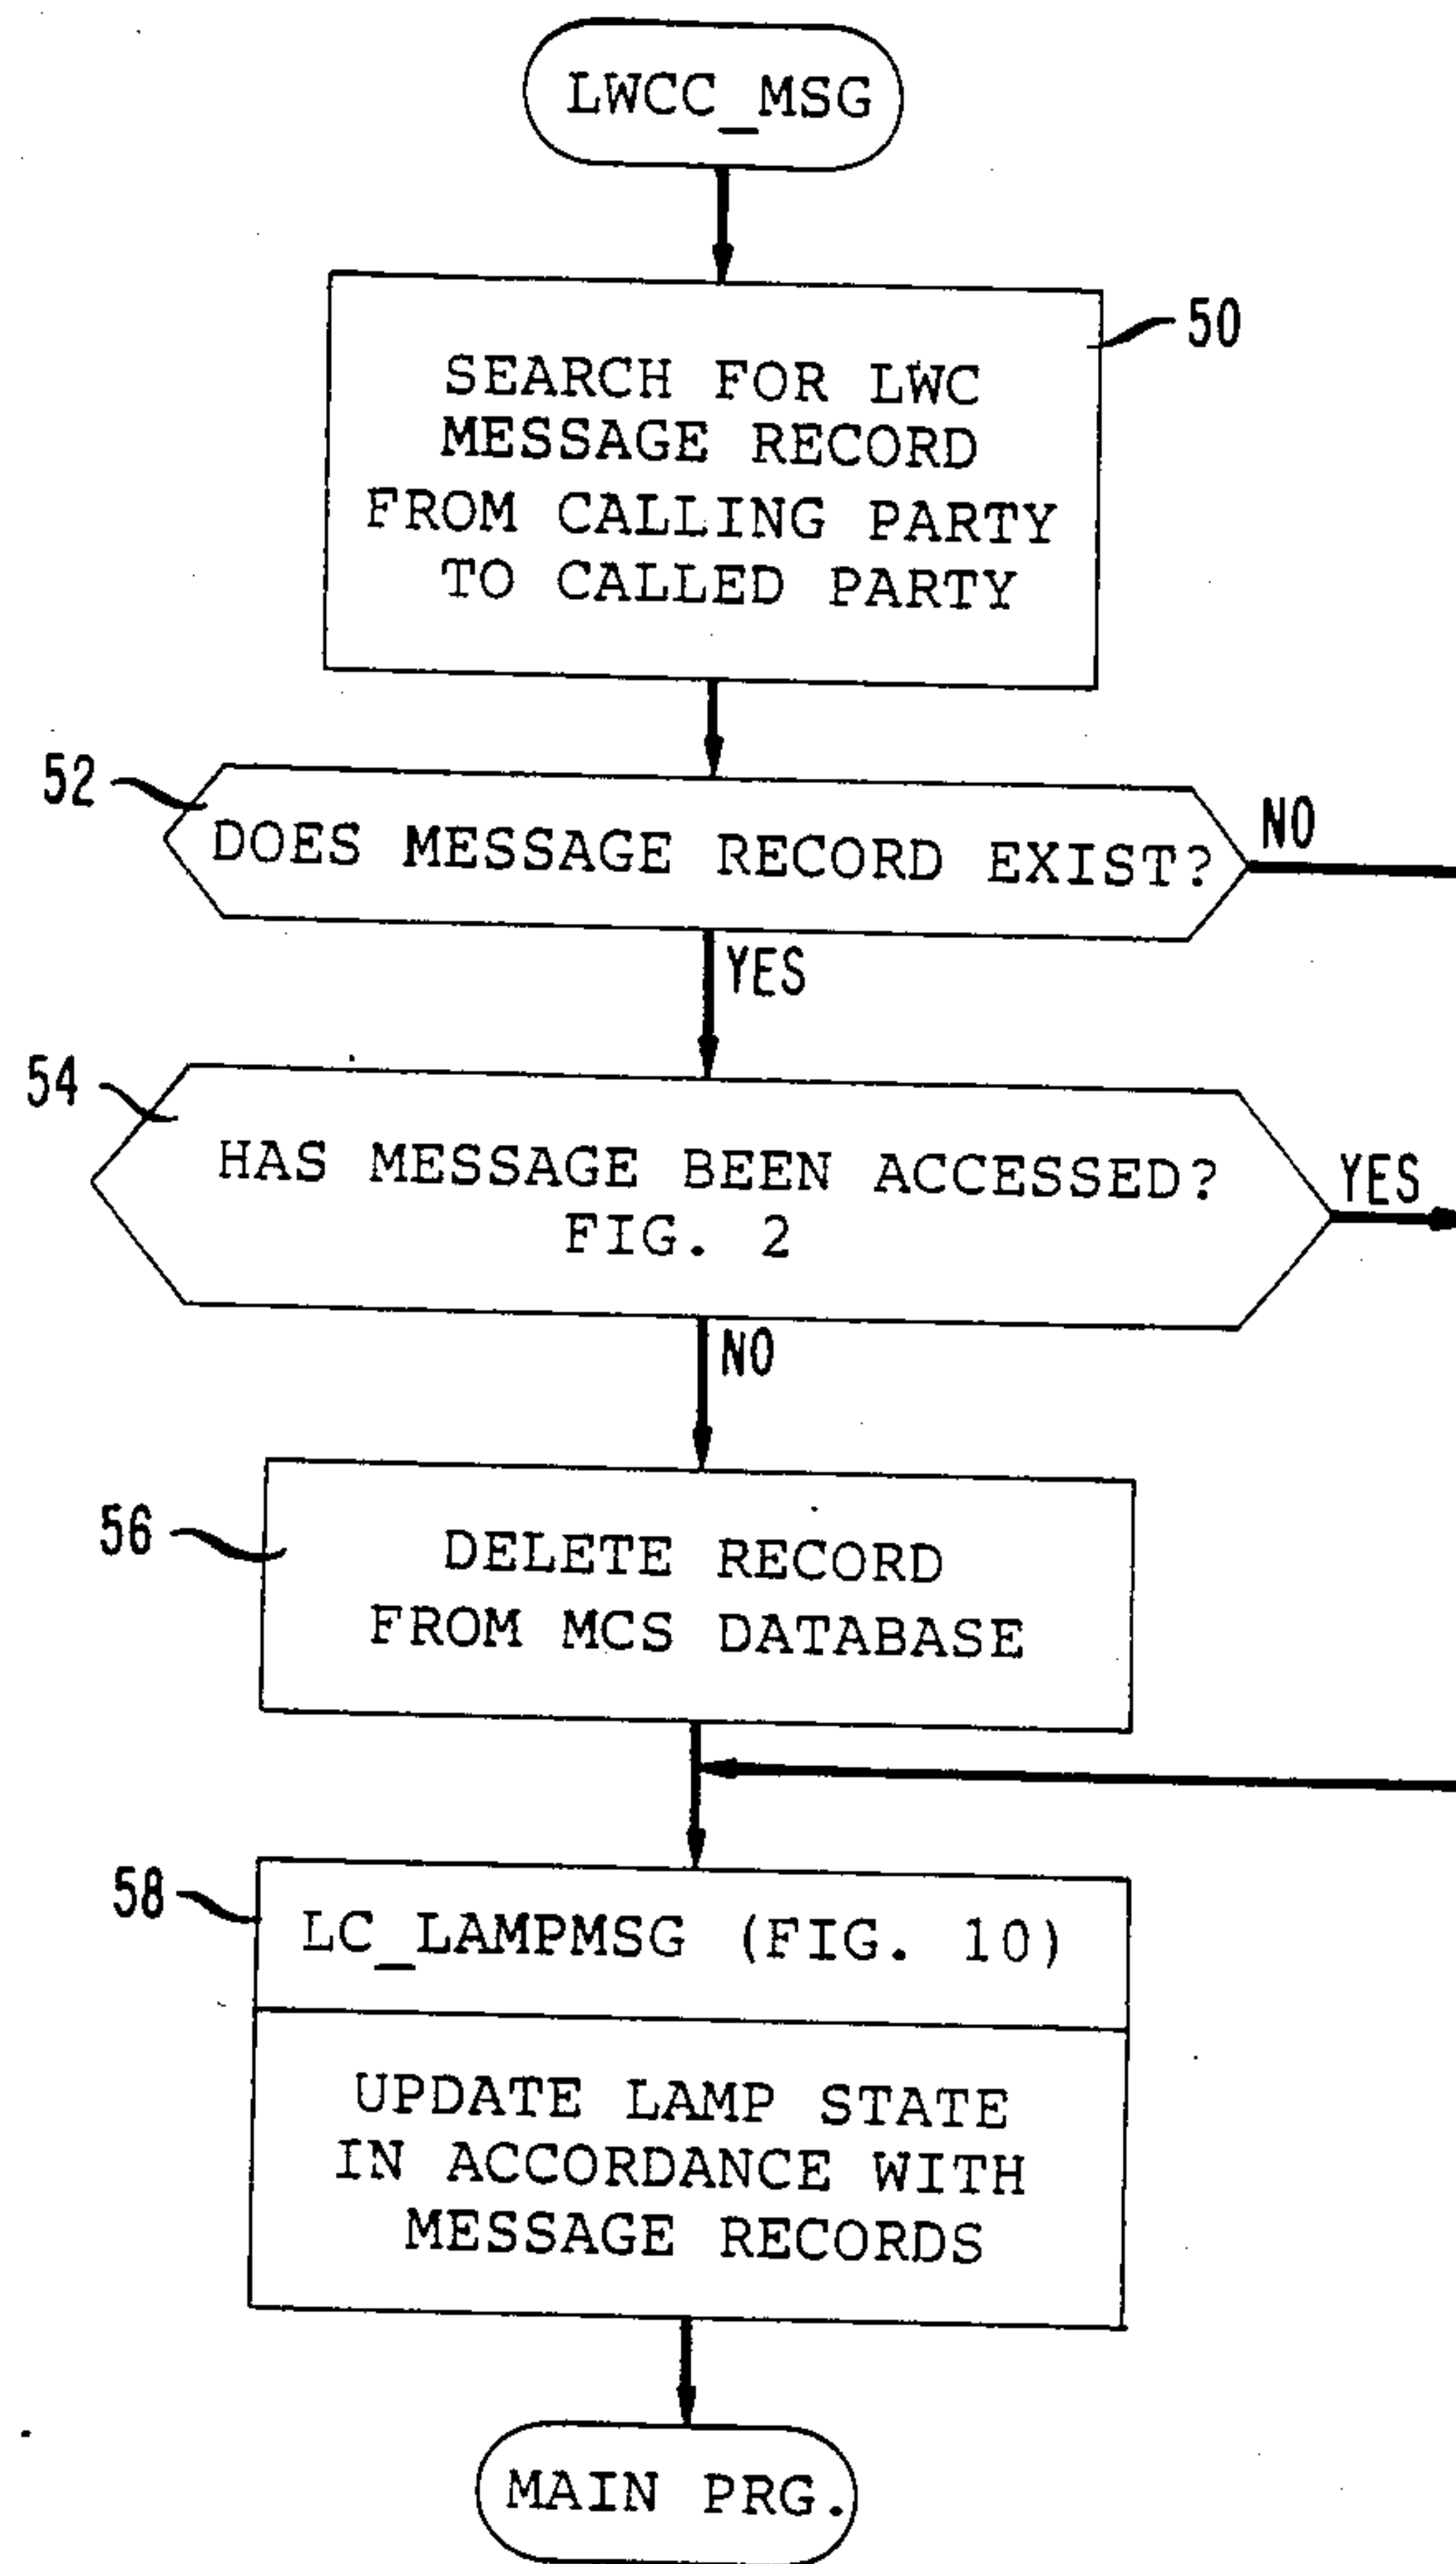 LWCC_MSG
50
SEARCH FOR LWC
MESSAGE RECORD
FROM CALLING PARTY
TO CALLED PARTY
52
DOES MESSAGE RECORD EXIST?
NO
YES
54
HAS MESSAGE BEEN ACCESSED?
FIG. 2
YES
NO
56
DELETE RECORD
FROM MCS DATABASE
58
LC_LAMPMSG (FIG. 10)
UPDATE LAMP STATE
IN ACCORDANCE WITH
MESSAGE RECORDS
MAIN PRG.